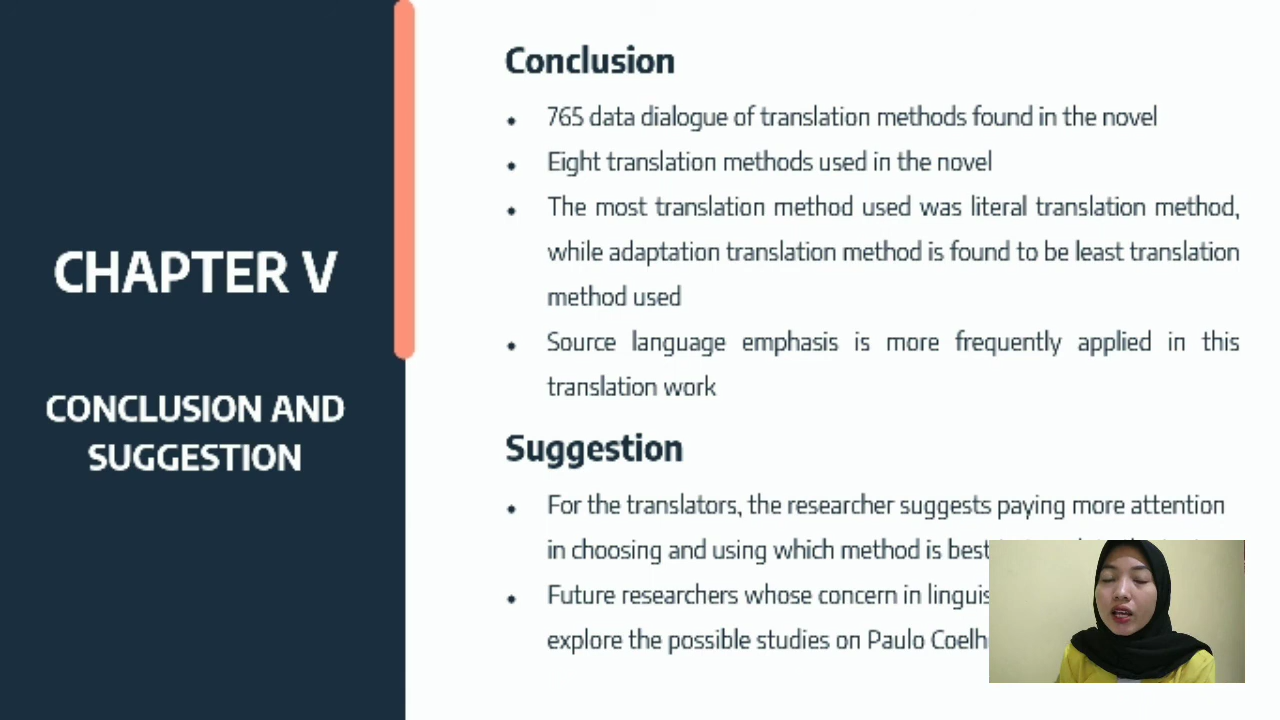 CHAPTER V
CONCLUSION AND
SUGGESTION
Conclusion
• 765 data dialogue of translation methods found in the novel
• Eight translation methods used in the novel
• The most translation method used was literal translation method,
while adaptation translation method is found to be least translation
method used
• Source language emphasis is more frequently applied in this
translation work
Suggestion
• For the translators, the researcher suggests paying more attention
in choosing and using which method is best
• Future researchers whose concern in
explore the possible studies on Paulo